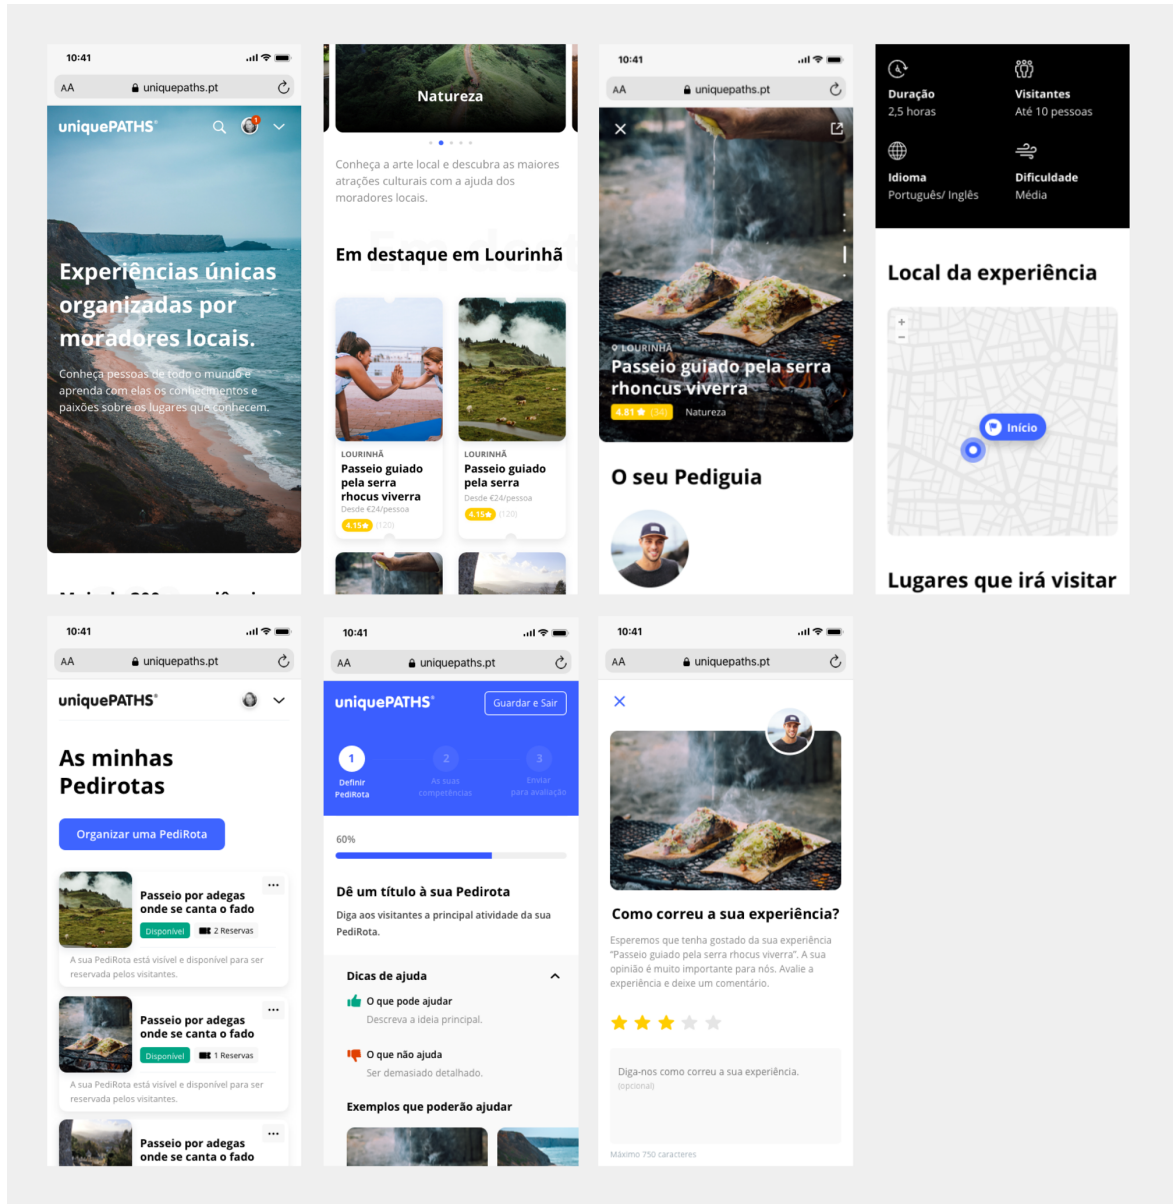 10:41
AA uniquepaths.pt
uniquePATHS®
1
Experiências únicas
organizadas por
moradores locais.
Conheça pessoas de todo o mundo e
aprenda com elas os conhecimentos e
paixões sobre os lugares que conhecem.
Natureza
Conheça a arte local e descubra as maiores
atrações culturais com a ajuda dos
moradores locais.
Em destaque em Lourinhã
LOURINHÃ
Passeio guiado
pela serra
rhocus viverra
Desde €24/pessoa
4.15★ (120)
LOURINHÃ
Passeio guiado
pela serra
Desde €24/pessoa
4.15★ (120)
10:41
AA uniquepaths.pt
LOURINHÃ
Passeio guiado pela serra
rhoncus viverra
4.81 ★ (34) Natureza
O seu Pediguia
Duração
2,5 horas
Visitantes
Até 10 pessoas
Idioma
Português/ Inglês
Dificuldade
Média
Local da experiência
+
−
Início
Lugares que irá visitar
10:41
AA uniquepaths.pt
uniquePATHS®
As minhas
Pedirotas
Organizar uma PediRota
Passeio por adegas
onde se canta o fado
Disponível 2 Reservas
A sua PediRota está visível e disponível para ser
reservada pelos visitantes.
Passeio por adegas
onde se canta o fado
Disponível 1 Reservas
A sua PediRota está visível e disponível para ser
reservada pelos visitantes.
Passeio por adegas
onde se canta o fado
10:41
AA uniquepaths.pt
uniquePATHS®
Guardar e Sair
1
Definir
PediRota
2
As suas
competências
3
Enviar
para avaliação
60%
Dê um título à sua Pedirota
Diga aos visitantes a principal atividade da sua
PediRota.
Dicas de ajuda
O que pode ajudar
Descreva a ideia principal.
O que não ajuda
Ser demasiado detalhado.
Exemplos que poderão ajudar
10:41
AA uniquepaths.pt
Como correu a sua experiência?
Esperemos que tenha gostado da sua experiência
“Passeio guiado pela serra rhocus viverra”. A sua
opinião é muito importante para nós. Avalie a
experiência e deixe um comentário.
Diga-nos como correu a sua experiência.
(opcional)
Máximo 750 caracteres